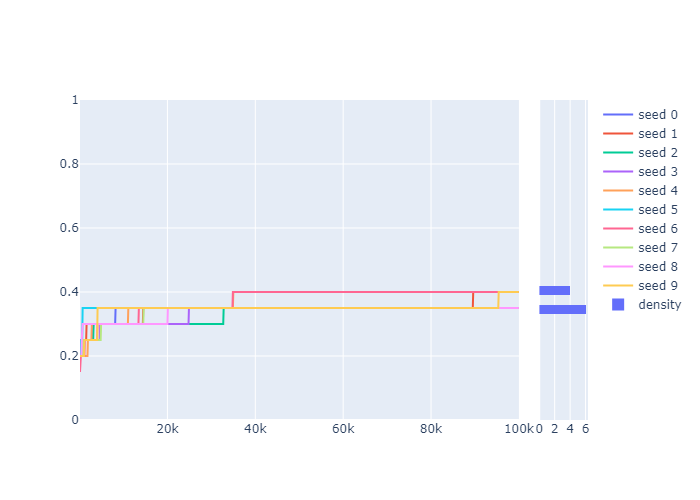 1
0.8
0.6
0.4
0.2
0
20k
40k
60k
80k
100k
0
2
4
6
seed 0
seed 1
seed 2
seed 3
seed 4
seed 5
seed 6
seed 7
seed 8
seed 9
density